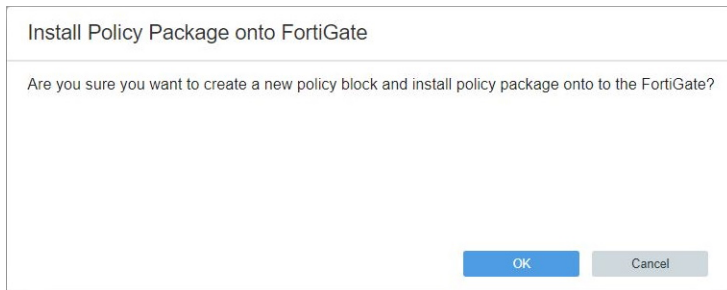 Install Policy Package onto FortiGate
Are you sure you want to create a new policy block and install policy package onto to the FortiGate?
OK
Cancel